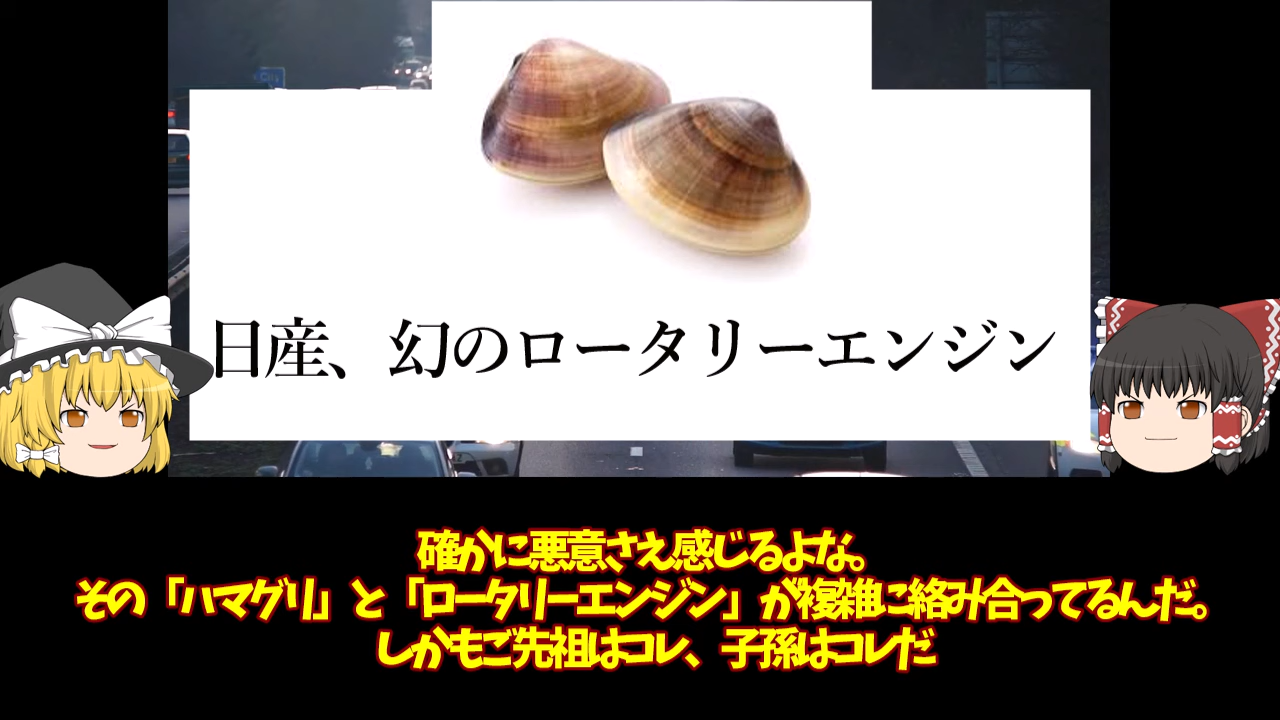 City
日産、幻のロータリーエンジン
確かに悪意さえ感じるよな。
その「ハマグリ」と「ロータリーエンジン」が複雑に絡み合ってるんだ。
しかもご先祖はコレ、子孫はコレだ